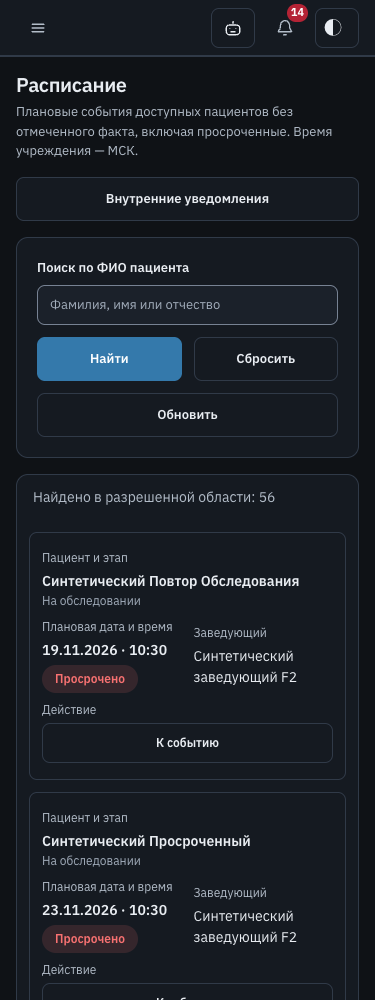 14
Расписание
Плановые события доступных пациентов без
отмеченного факта, включая просроченные. Время
учреждения — МСК.
Внутренние уведомления
Поиск по ФИО пациента
Фамилия, имя или отчество
Найти
Сбросить
Обновить
Найдено в разрешенной области: 56
Пациент и этап
Синтетический Повтор Обследования
На обследовании
Плановая дата и время
19.11.2026 · 10:30
Просрочено
Заведующий
Синтетический
заведующий F2
Действие
К событию
Пациент и этап
Синтетический Просроченный
На обследовании
Плановая дата и время
23.11.2026 · 10:30
Просрочено
Заведующий
Синтетический
заведующий F2
Действие